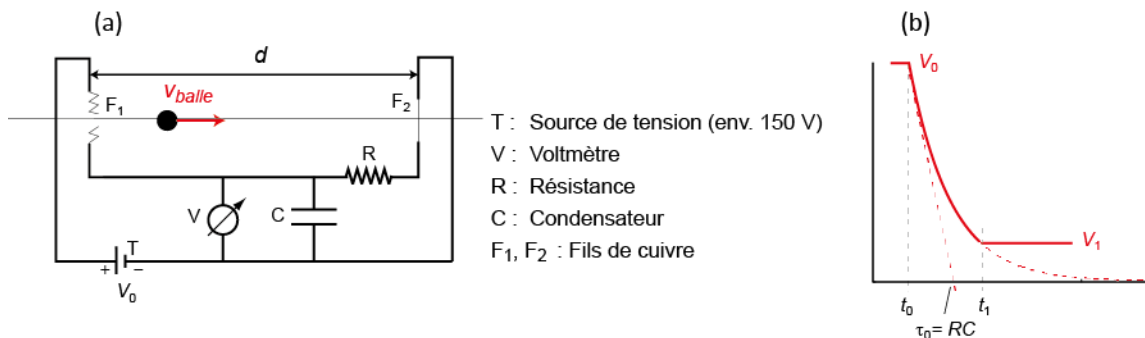 (a)
d
v_balle
F₁
F₂
R
V
C
+ T −
V₀
T : Source de tension (env. 150 V)
V : Voltmètre
R : Résistance
C : Condensateur
F₁, F₂ : Fils de cuivre
(b)
V₀
V₁
t₀ t₁
τ₀= RC